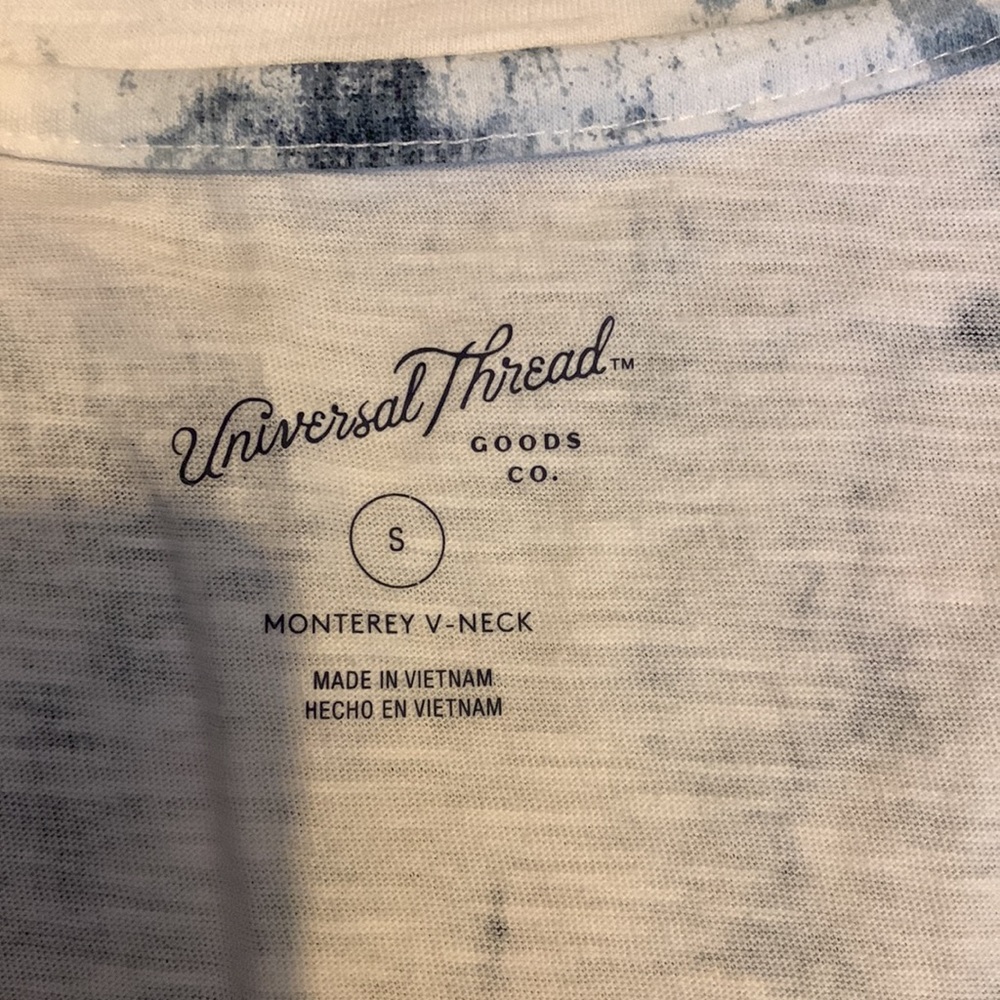 Universal Thread™
GOODS
CO.
S
MONTEREY V-NECK
MADE IN VIETNAM
HECHO EN VIETNAM